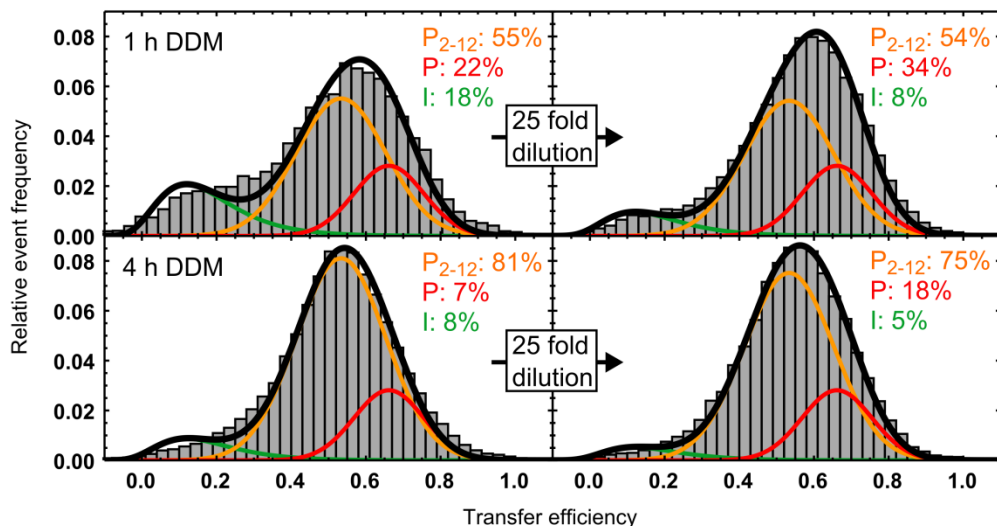 1 h DDM
P₂₋₁₂: 55%
P: 22%
I: 18%
25 fold
dilution
P₂₋₁₂: 54%
P: 34%
I: 8%
0.08
0.06
0.04
0.02
0.00
4 h DDM
P₂₋₁₂: 81%
P: 7%
I: 8%
25 fold
dilution
P₂₋₁₂: 75%
P: 18%
I: 5%
0.08
0.06
0.04
0.02
0.00
0.0 0.2 0.4 0.6 0.8 1.0 0.0 0.2 0.4 0.6 0.8 1.0
Relative event frequency
Transfer efficiency